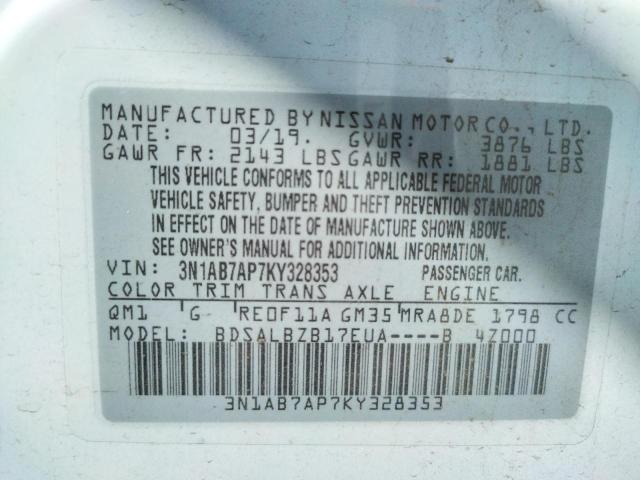 MANUFACTURED BY NISSAN MOTOR CO., LTD.
DATE: 03/19. GVWR: 3876 LBS
GAWR FR: 2143 LBS GAWR RR: 1881 LBS
THIS VEHICLE CONFORMS TO ALL APPLICABLE FEDERAL MOTOR
VEHICLE SAFETY, BUMPER AND THEFT PREVENTION STANDARDS
IN EFFECT ON THE DATE OF MANUFACTURE SHOWN ABOVE.
SEE OWNER'S MANUAL FOR ADDITIONAL INFORMATION.
VIN: 3N1AB7AP7KY328353 PASSENGER CAR.
COLOR TRIM TRANS AXLE ENGINE
QM1 G RE0F11A GM35 MRA8DE 1798 CC
MODEL: BDSALBZB17EUA----B 4Z000
3N1AB7AP7KY328353